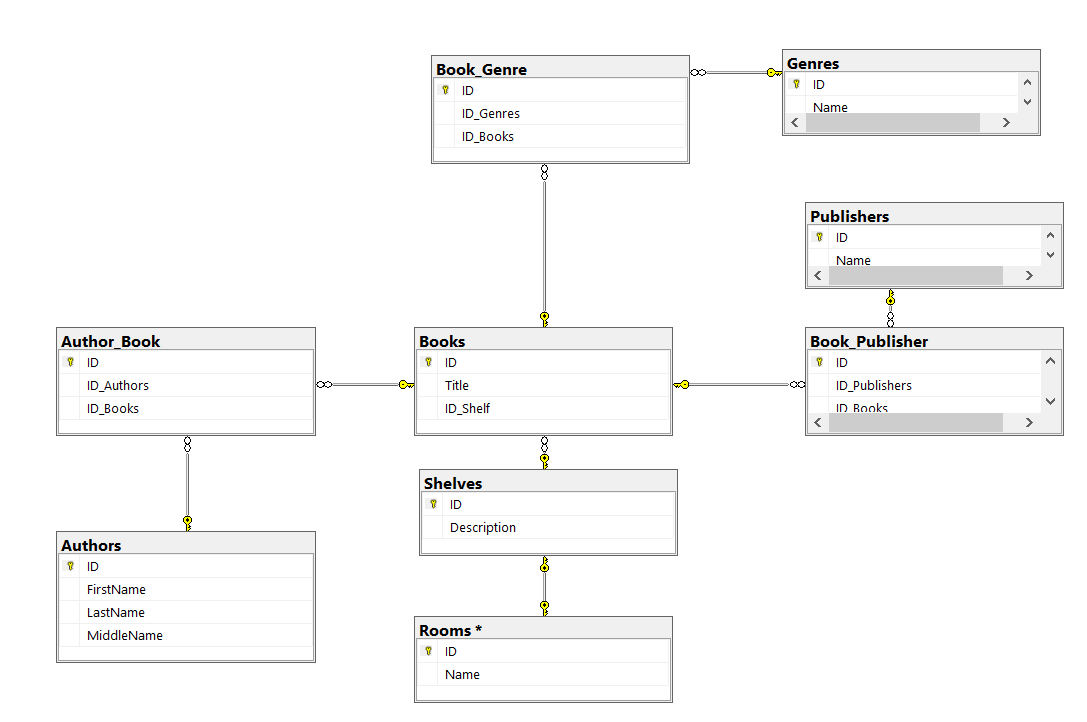 Book_Genre
ID
ID_Genres
ID_Books
Genres
ID
Name
Publishers
ID
Name
Author_Book
ID
ID_Authors
ID_Books
Books
ID
Title
ID_Shelf
Book_Publisher
ID
ID_Publishers
ID_Books
Shelves
ID
Description
Authors
ID
FirstName
LastName
MiddleName
Rooms *
ID
Name